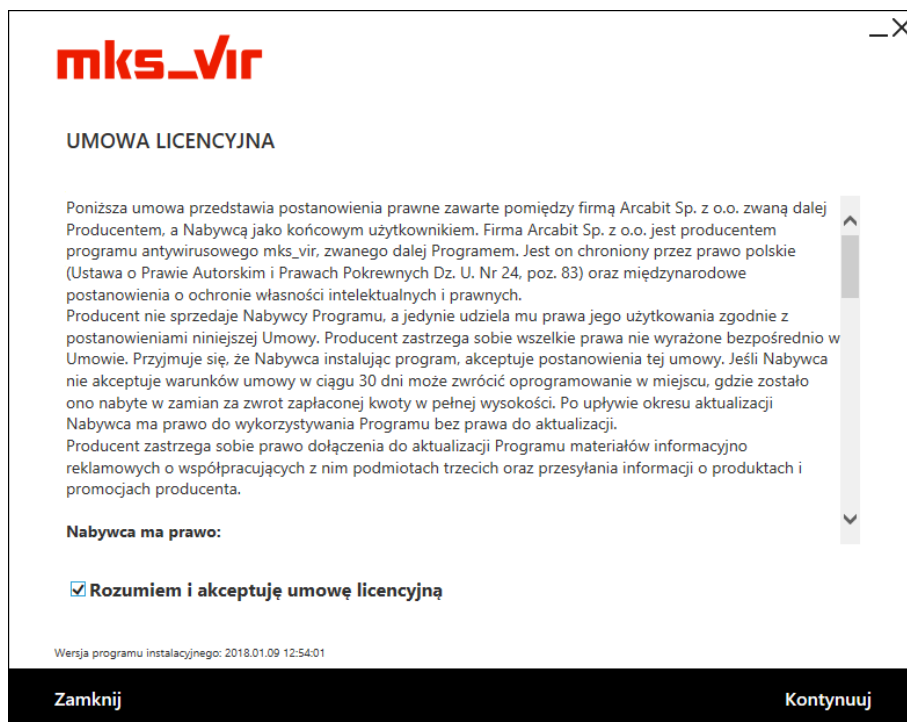 mks_vir
UMOWA LICENCYJNA
Poniższa umowa przedstawia postanowienia prawne zawarte pomiędzy firmą Arcabit Sp. z o.o. zwaną dalej
Producentem, a Nabywcą jako końcowym użytkownikiem. Firma Arcabit Sp. z o.o. jest producentem
programu antywirusowego mks_vir, zwanego dalej Programem. Jest on chroniony przez prawo polskie
(Ustawa o Prawie Autorskim i Prawach Pokrewnych Dz. U. Nr 24, poz. 83) oraz międzynarodowe
postanowienia o ochronie własności intelektualnych i prawnych.
Producent nie sprzedaje Nabywcy Programu, a jedynie udziela mu prawa jego użytkowania zgodnie z
postanowieniami niniejszej Umowy. Producent zastrzega sobie wszelkie prawa nie wyrażone bezpośrednio w
Umowie. Przyjmuje się, że Nabywca instalując program, akceptuje postanowienia tej umowy. Jeśli Nabywca
nie akceptuje warunków umowy w ciągu 30 dni może zwrócić oprogramowanie w miejscu, gdzie zostało
ono nabyte w zamian za zwrot zapłaconej kwoty w pełnej wysokości. Po upływie okresu aktualizacji
Nabywca ma prawo do wykorzystywania Programu bez prawa do aktualizacji.
Producent zastrzega sobie prawo dołączenia do aktualizacji Programu materiałów informacyjno
reklamowych o współpracujących z nim podmiotach trzecich oraz przesyłania informacji o produktach i
promocjach producenta.
Nabywca ma prawo:
Rozumiem i akceptuję umowę licencyjną
Wersja programu instalacyjnego: 2018.01.09 12:54:01
Zamknij
Kontynuuj